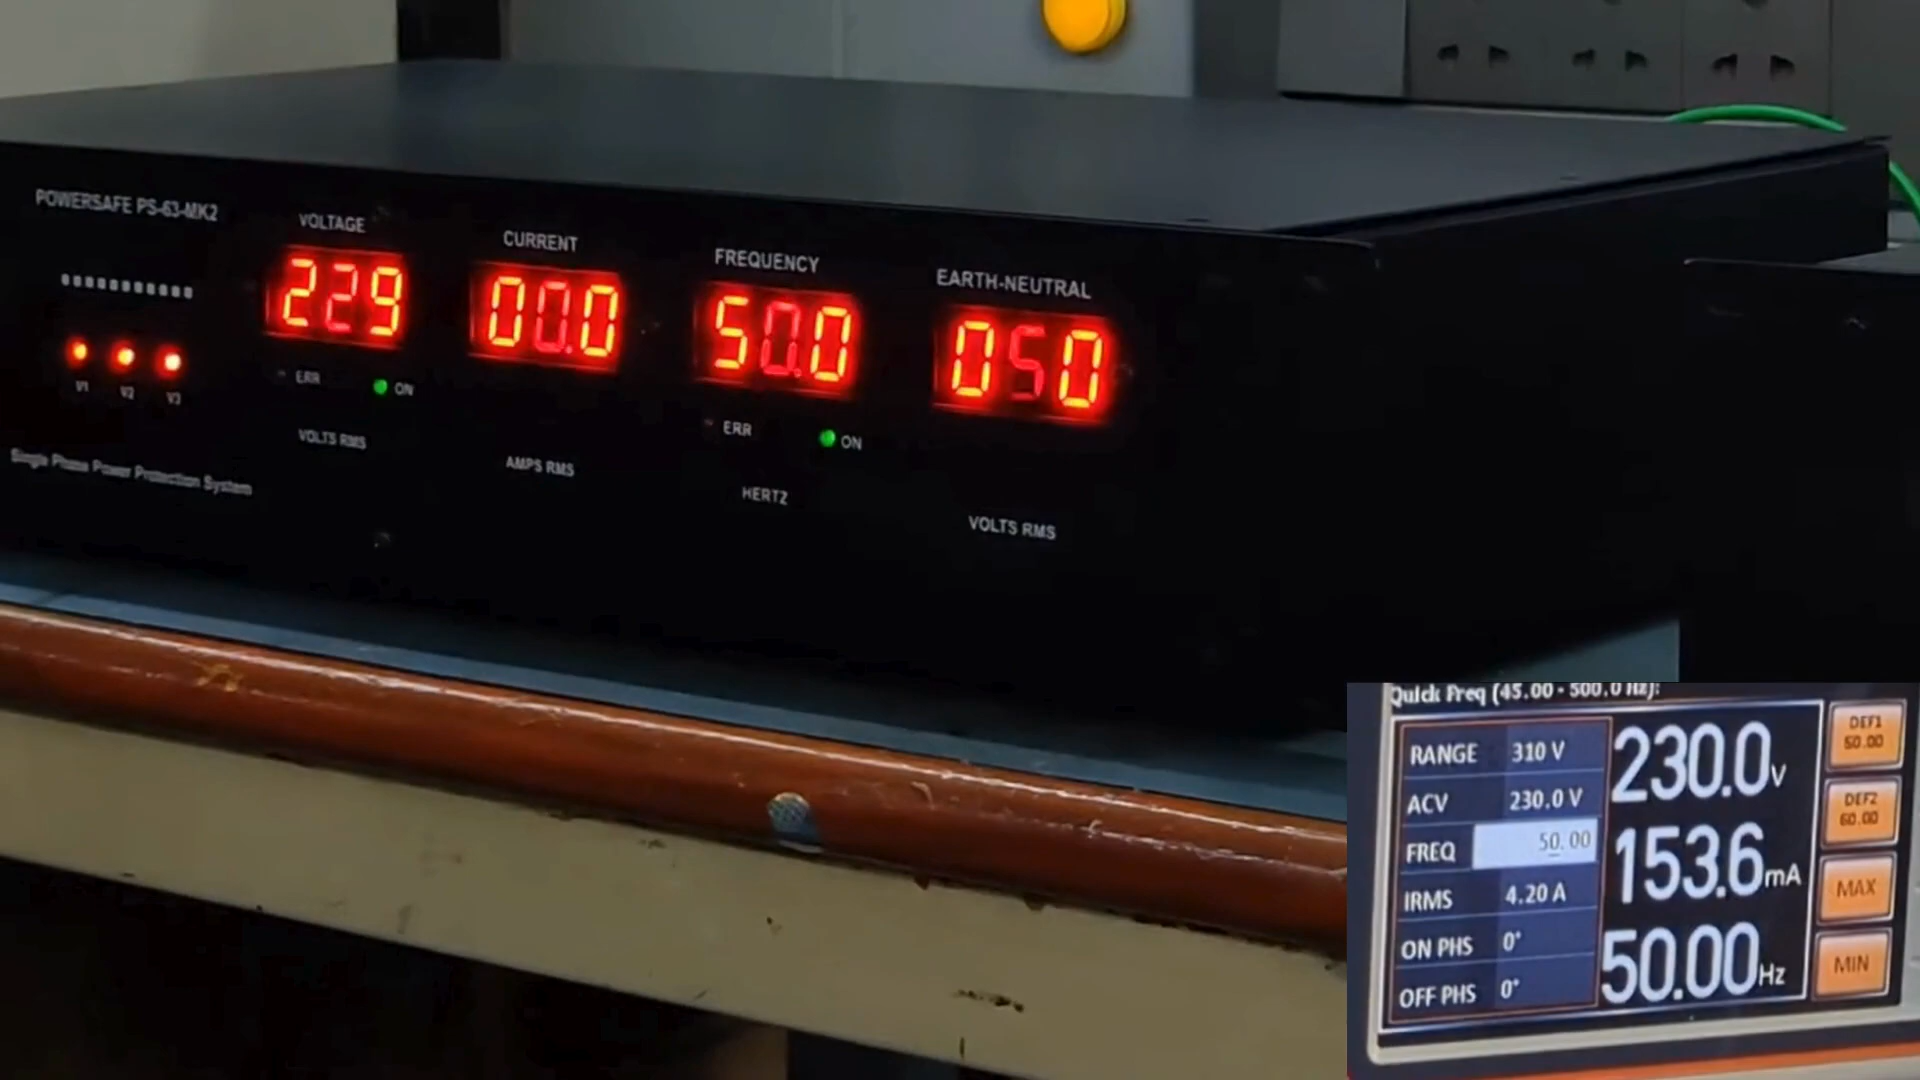 POWERSAFE PS-63-MK2
VOLTAGE
CURRENT
FREQUENCY
EARTH-NEUTRAL
229
00.0
50.0
050
V1
V2
V3
ERR
ON
ERR
ON
VOLTS RMS
AMPS RMS
HERTZ
VOLTS RMS
Single Phase Power Protection System
Quick Freq (45.00 - 500.0 Hz):
RANGE 310 V
ACV 230.0 V
FREQ 50.00
IRMS 4.20 A
ON PHS 0°
OFF PHS 0°
230.0V
153.6mA
50.00Hz
DEF1
50.00
DEF2
60.00
MAX
MIN